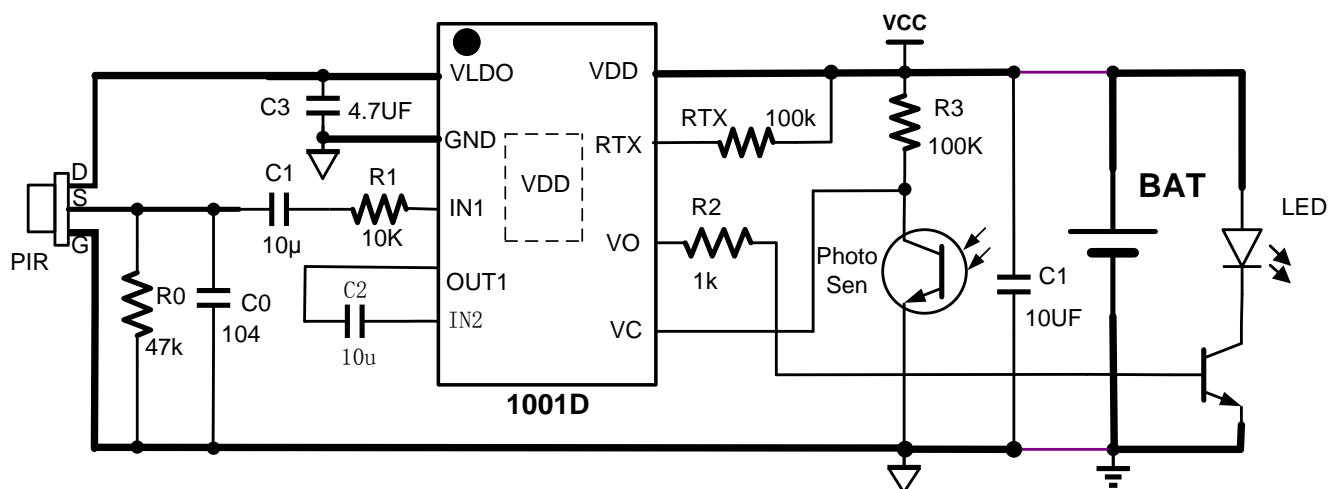 VCC
VLDO
VDD
C3
4.7UF
RTX
100k
R3
100K
GND
RTX
VDD
D
S
G
PIR
C1
10µ
R1
10K
IN1
R2
1k
VO
Photo
Sen
BAT
LED
R0
47k
C0
104
OUT1
C2
10u
IN2
VC
C1
10UF
1001D